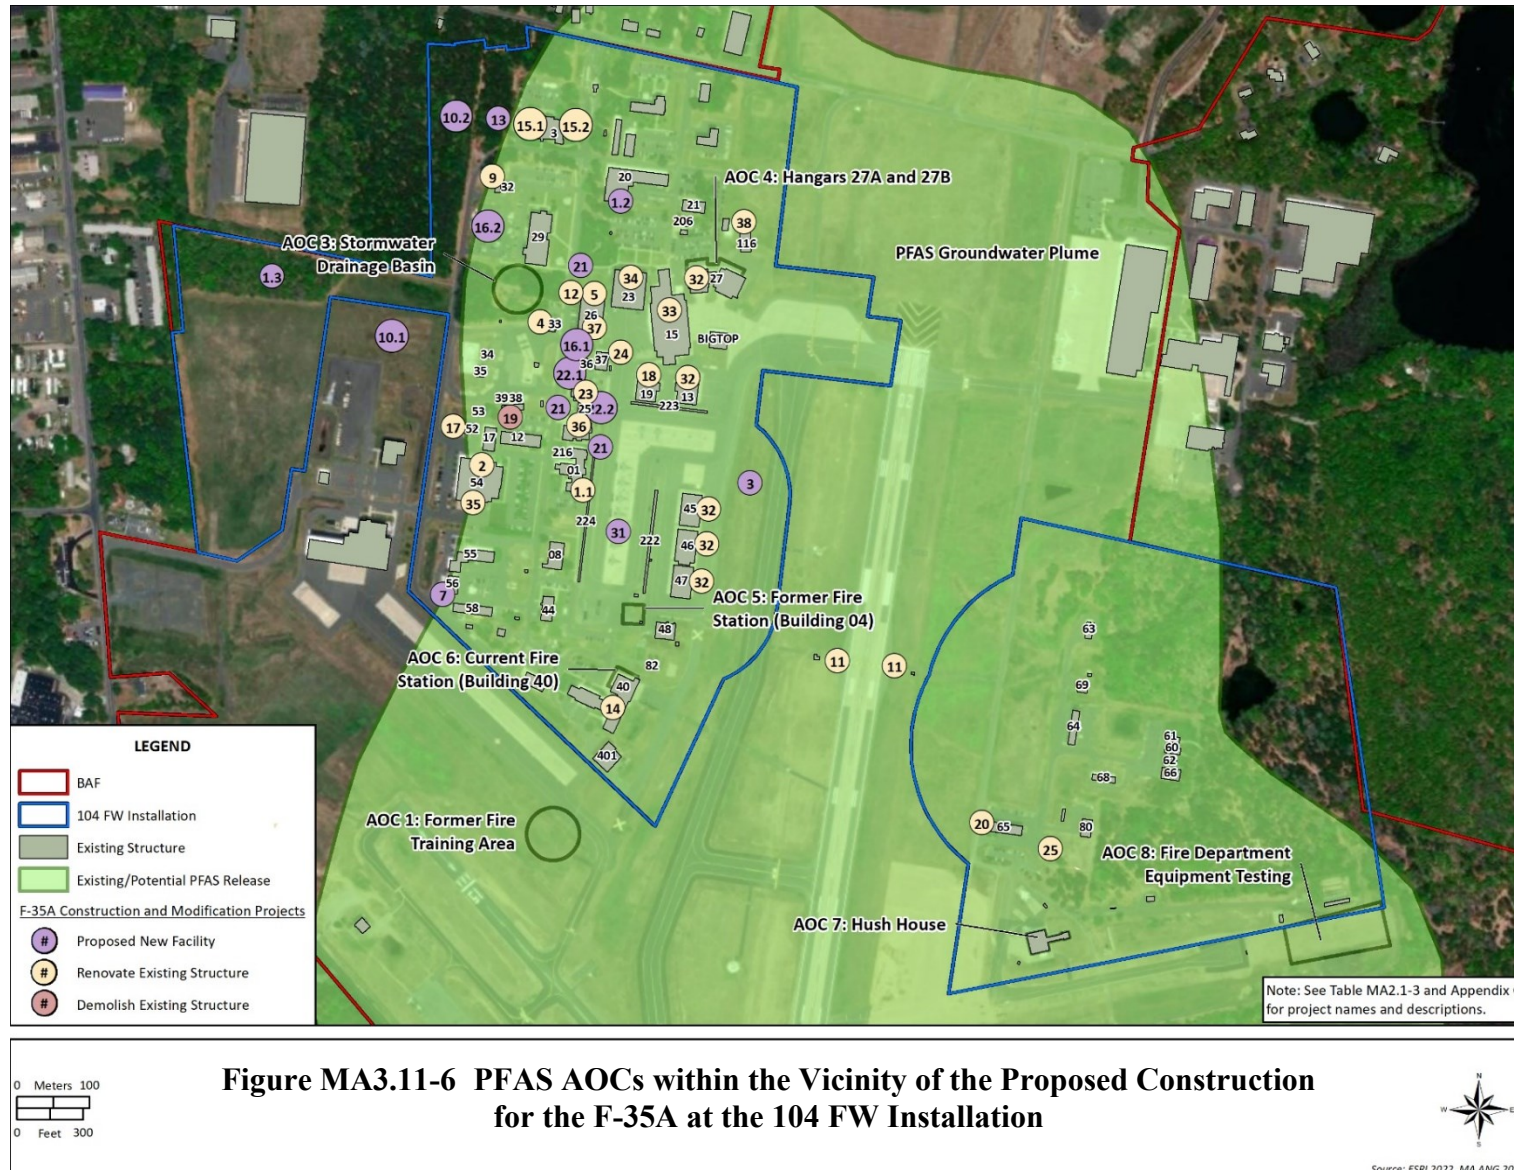 10.2
13
15.1
3
15.2
9
32
20
1.2
AOC 4: Hangars 27A and 27B
21
206
38
116
16.2
29
AOC 3: Stormwater
Drainage Basin
PFAS Groundwater Plume
1.3
21
12
5
34
23
32
27
26
33
4
33
37
15
BIGTOP
10.1
16.1
24
34
35
36
37
22.1
18
32
23
19
13
223
39
38
21
25
2.2
53
19
17
52
36
17
12
21
216
2
01
54
1.1
3
35
45
32
224
31
222
46
32
55
08
56
47
32
7
58
44
AOC 5: Former Fire
Station (Building 04)
48
63
AOC 6: Current Fire
Station (Building 40)
82
11
11
40
69
14
64
401
61
60
62
66
68
AOC 1: Former Fire
Training Area
20
65
80
25
AOC 8: Fire Department
Equipment Testing
AOC 7: Hush House
LEGEND
BAF
104 FW Installation
Existing Structure
Existing/Potential PFAS Release
F-35A Construction and Modification Projects
# Proposed New Facility
# Renovate Existing Structure
# Demolish Existing Structure
Note: See Table MA2.1-3 and Appendix
for project names and descriptions.
0 Meters 100
0 Feet 300
Figure MA3.11-6 PFAS AOCs within the Vicinity of the Proposed Construction
for the F-35A at the 104 FW Installation
N
W
E
S
Source: ESRI 2022, MA ANG 20